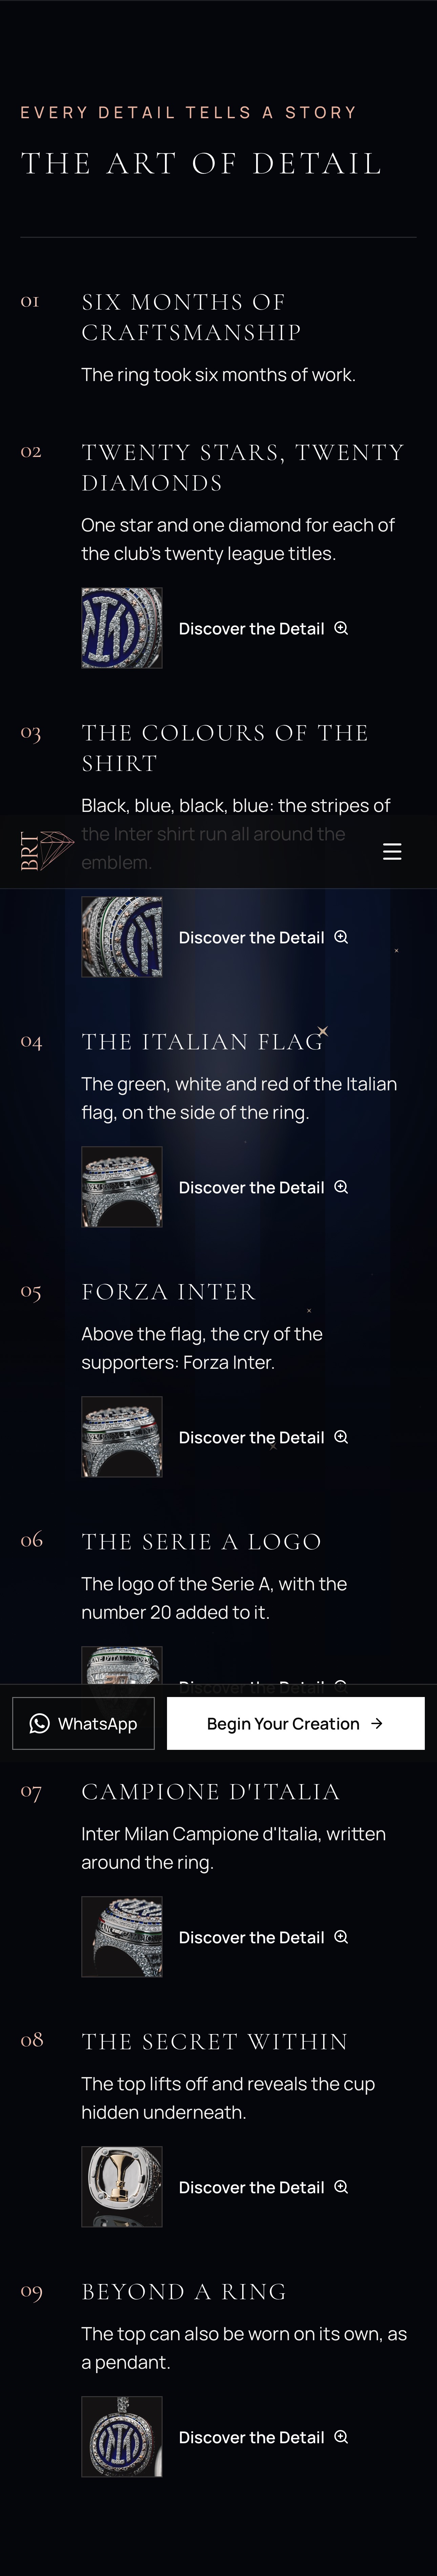 EVERY DETAIL TELLS A STORY
THE ART OF DETAIL
01
SIX MONTHS OF
CRAFTSMANSHIP
The ring took six months of work.
02
TWENTY STARS, TWENTY
DIAMONDS
One star and one diamond for each of
the club's twenty league titles.
Discover the Detail
03
THE COLOURS OF THE
SHIRT
Black, blue, black, blue: the stripes of
the Inter shirt run all around the
emblem.
BRT
Discover the Detail
04
THE ITALIAN FLAG
The green, white and red of the Italian
flag, on the side of the ring.
Discover the Detail
05
FORZA INTER
Above the flag, the cry of the
supporters: Forza Inter.
Discover the Detail
06
THE SERIE A LOGO
The logo of the Serie A, with the
number 20 added to it.
Discover the Detail
WhatsApp
Begin Your Creation
07
CAMPIONE D'ITALIA
Inter Milan Campione d'Italia, written
around the ring.
Discover the Detail
08
THE SECRET WITHIN
The top lifts off and reveals the cup
hidden underneath.
Discover the Detail
09
BEYOND A RING
The top can also be worn on its own, as
a pendant.
Discover the Detail